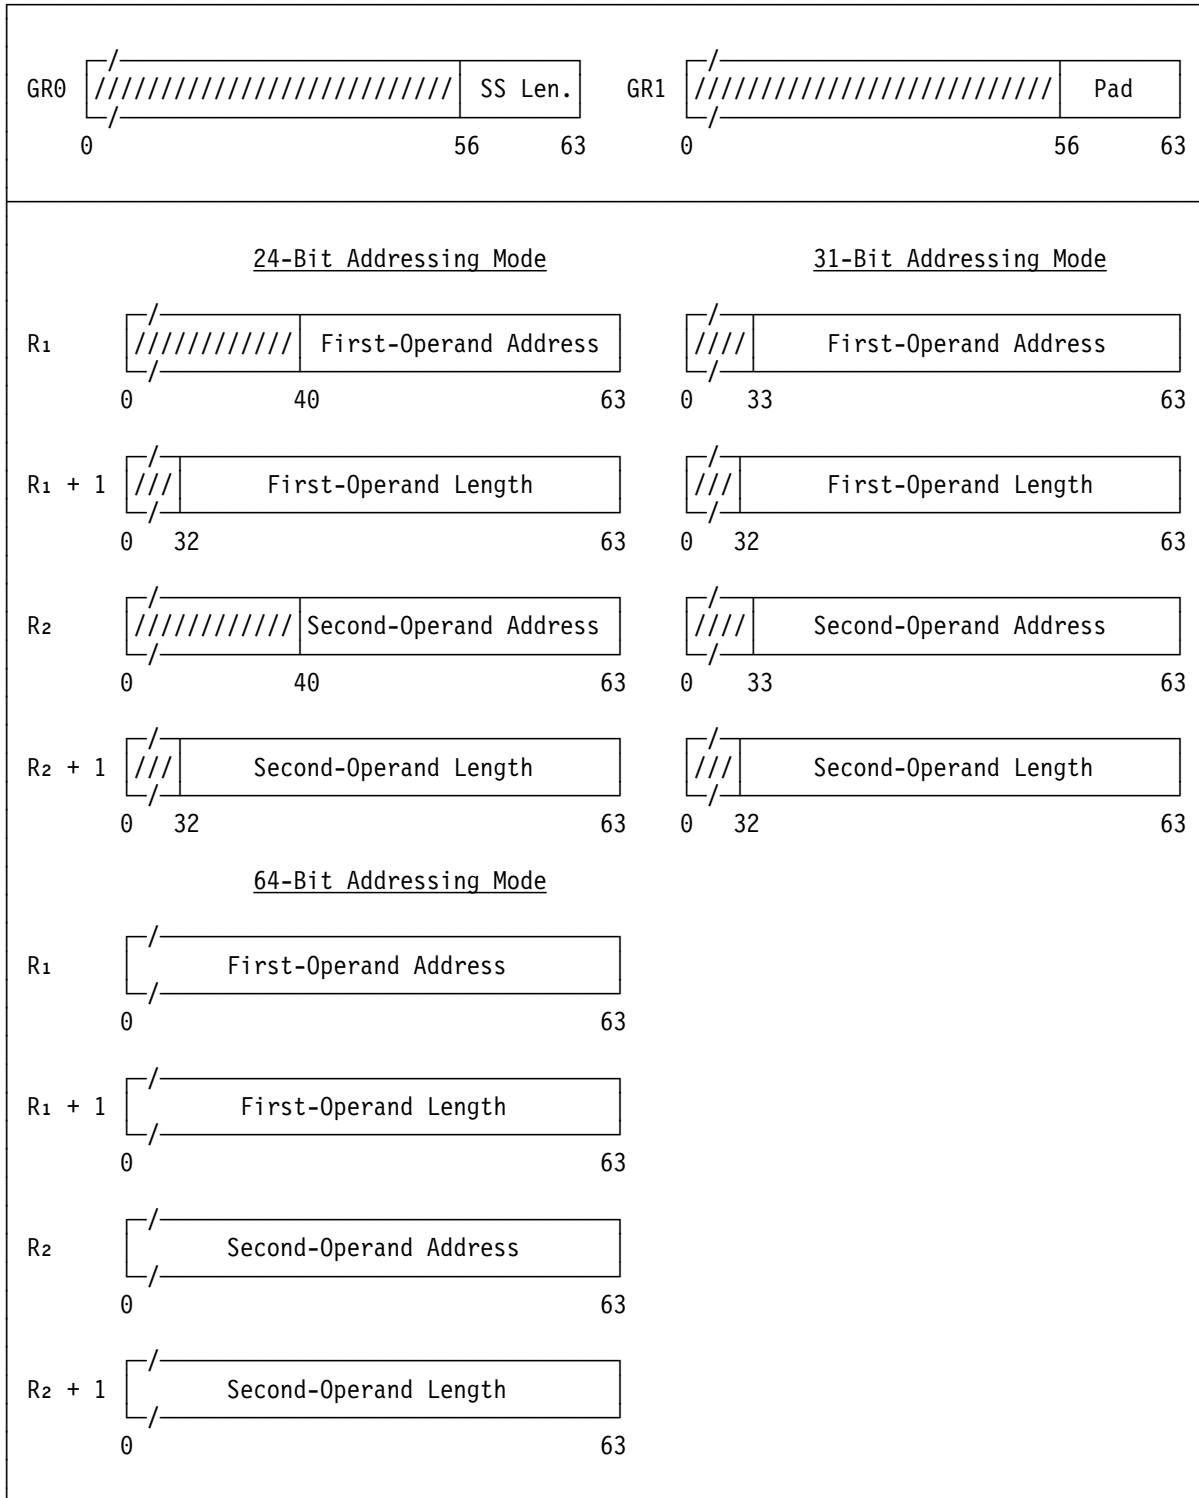 GR0 SS Len. GR1 Pad
0 56 63 0 56 63
24-Bit Addressing Mode 31-Bit Addressing Mode
R₁ First-Operand Address First-Operand Address
0 40 63 0 33 63
R₁ + 1 First-Operand Length First-Operand Length
0 32 63 0 32 63
R₂ Second-Operand Address Second-Operand Address
0 40 63 0 33 63
R₂ + 1 Second-Operand Length Second-Operand Length
0 32 63 0 32 63
64-Bit Addressing Mode
R₁ First-Operand Address
0 63
R₁ + 1 First-Operand Length
0 63
R₂ Second-Operand Address
0 63
R₂ + 1 Second-Operand Length
0 63